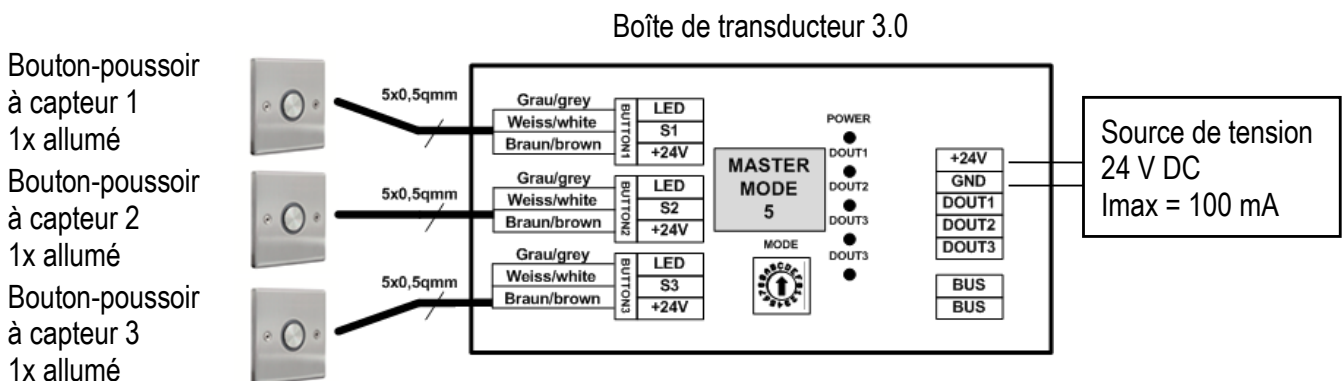 Boîte de transducteur 3.0
Bouton-poussoir
à capteur 1
1x allumé
Bouton-poussoir
à capteur 2
1x allumé
Bouton-poussoir
à capteur 3
1x allumé
5x0,5qmm
5x0,5qmm
5x0,5qmm
Grau/grey
Weiss/white
Braun/brown
BUTTON1
LED
S1
+24V
Grau/grey
Weiss/white
Braun/brown
BUTTON2
LED
S2
+24V
Grau/grey
Weiss/white
Braun/brown
BUTTON3
LED
S3
+24V
MASTER
MODE
5
MODE
POWER
DOUT1
DOUT2
DOUT3
DOUT3
+24V
GND
DOUT1
DOUT2
DOUT3
BUS
BUS
Source de tension
24 V DC
Imax = 100 mA